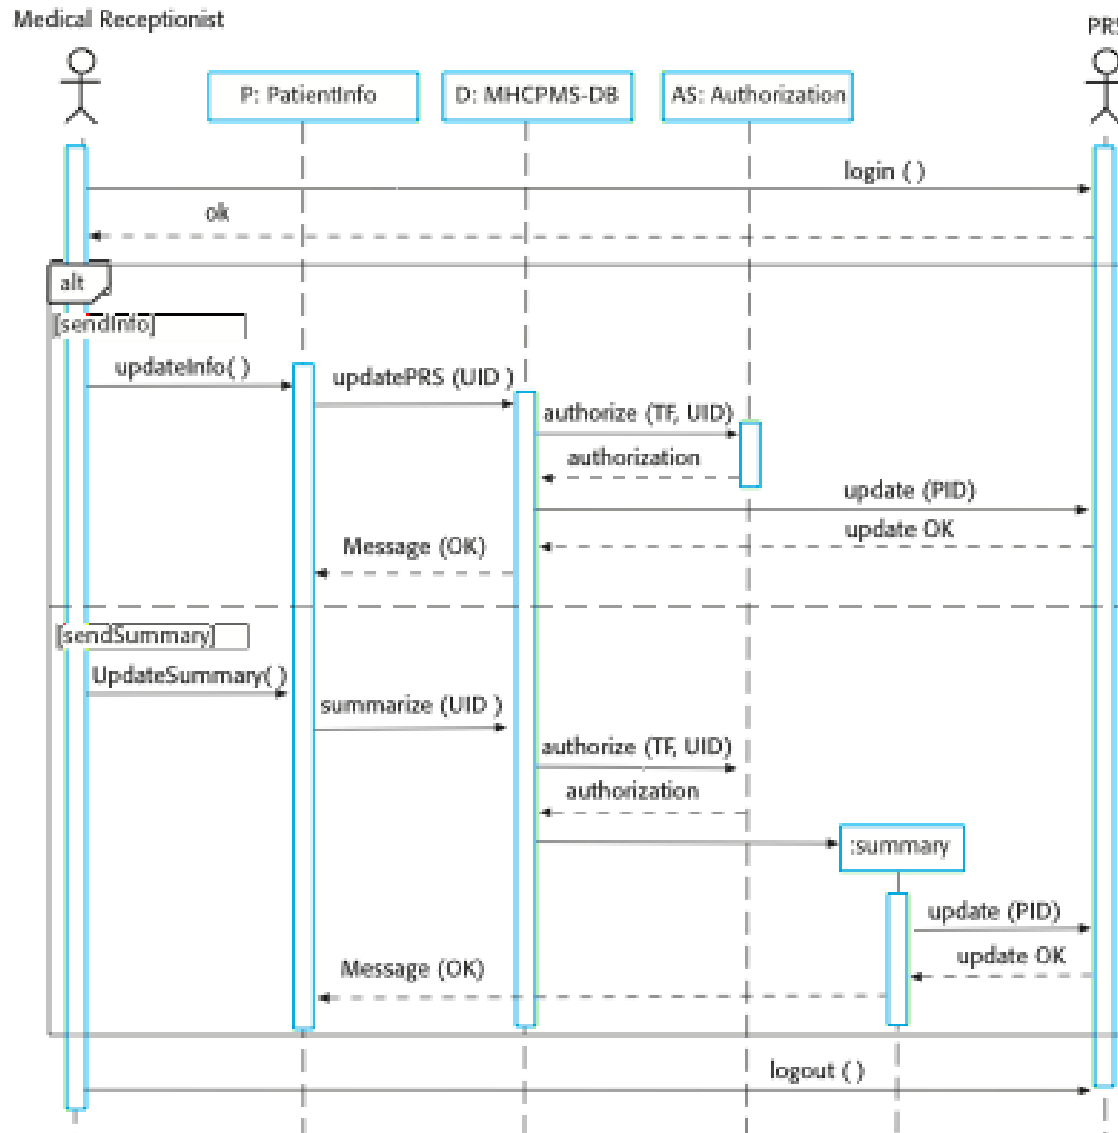 Medical Receptionist
PRS
P: PatientInfo
D: MHCPMS-DB
AS: Authorization
login ( )
ok
alt
[sendInfo]
updateInfo( )
updatePRS (UID )
authorize (TF, UID)
authorization
update (PID)
update OK
Message (OK)
[sendSummary]
UpdateSummary( )
summarize (UID )
authorize (TF, UID)
authorization
:summary
update (PID)
update OK
Message (OK)
logout ( )